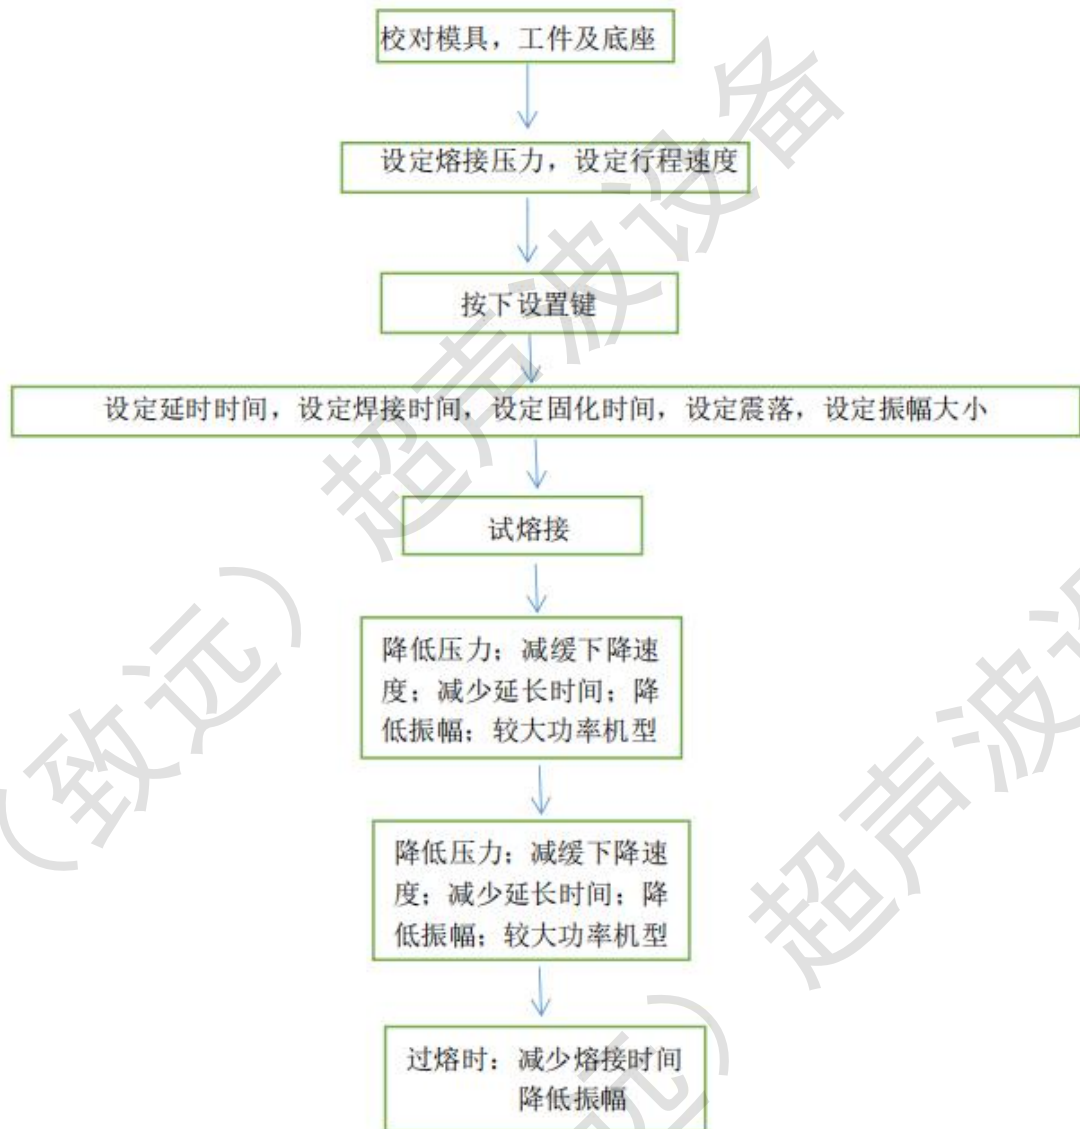 校对模具，工件及底座
设定熔接压力，设定行程速度
按下设置键
设定延时时间，设定焊接时间，设定固化时间，设定震落，设定振幅大小
试熔接
降低压力；减缓下降速
度；减少延长时间；降
低振幅；较大功率机型
降低压力；减缓下降速
度；减少延长时间；降
低振幅；较大功率机型
过熔时：减少熔接时间
降低振幅
（致远）超声波设备
远）超声波设